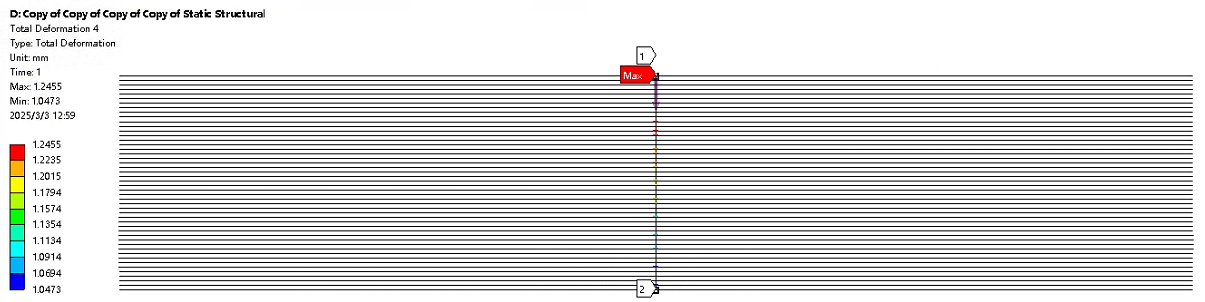 D: Copy of Copy of Copy of Copy of Static Structural
Total Deformation 4
Type: Total Deformation
Unit: mm
Time: 1
Max: 1.2455
Min: 1.0473
2025/3/3 12:59
1
Max
1.2455
1.2235
1.2015
1.1794
1.1574
1.1354
1.1134
1.0914
1.0694
1.0473
2